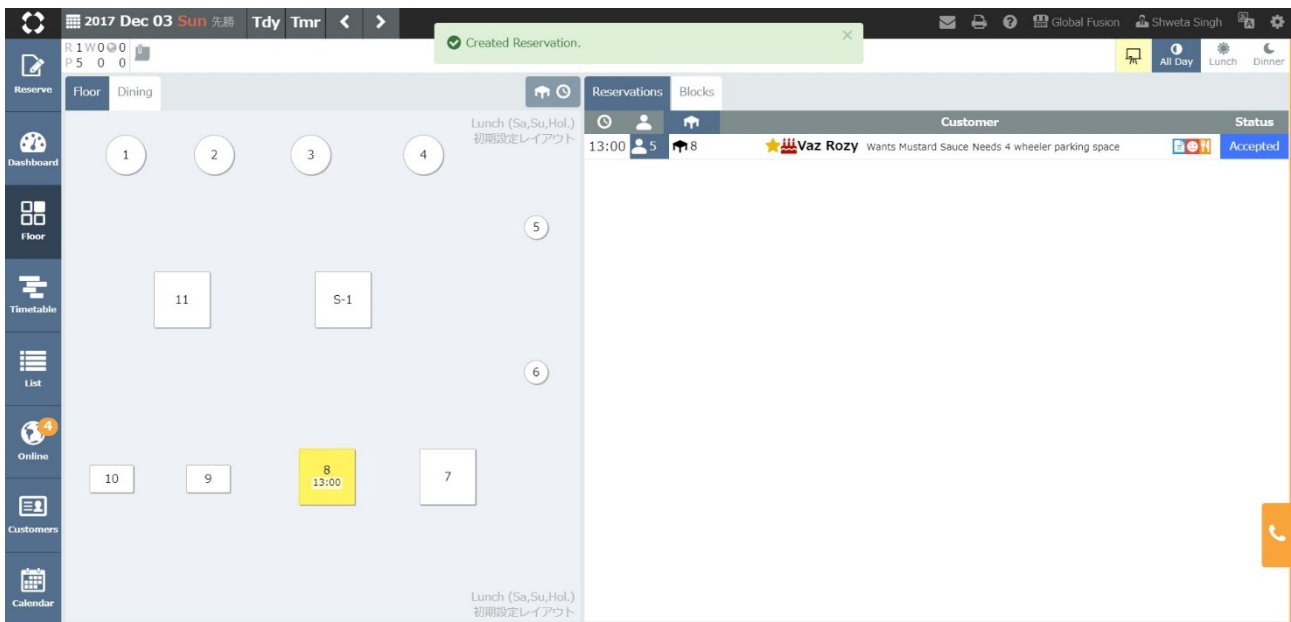 2017 Dec 03 Sun 先勝 Tdy Tmr
Created Reservation.
Global Fusion Shweta Singh
R 1 W 0 0
P 5 0 0
All Day Lunch Dinner
Reserve
Dashboard
Floor
Timetable
List
4
Online
Customers
Calendar
Floor Dining
Lunch (Sa,Su,Hol.)
初期設定レイアウト
1 2 3 4
5
11 S-1
6
10 9 8 7
13:00
Lunch (Sa,Su,Hol.)
初期設定レイアウト
Reservations Blocks
Customer Status
13:00 5 8 Vaz Rozy Wants Mustard Sauce Needs 4 wheeler parking space Accepted